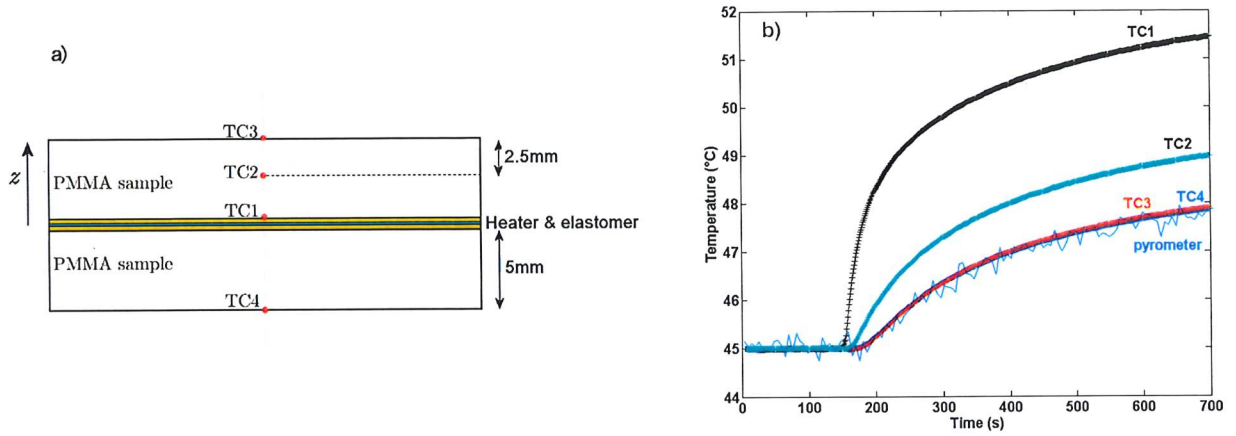 a)
TC3
2.5mm
z
TC2
PMMA sample
TC1
Heater & elastomer
PMMA sample
5mm
TC4
b)
52
51
50
49
48
47
46
45
44
Temperature (°C)
TC1
TC2
TC3
TC4
pyrometer
0
100
200
300
400
500
600
700
Time (s)